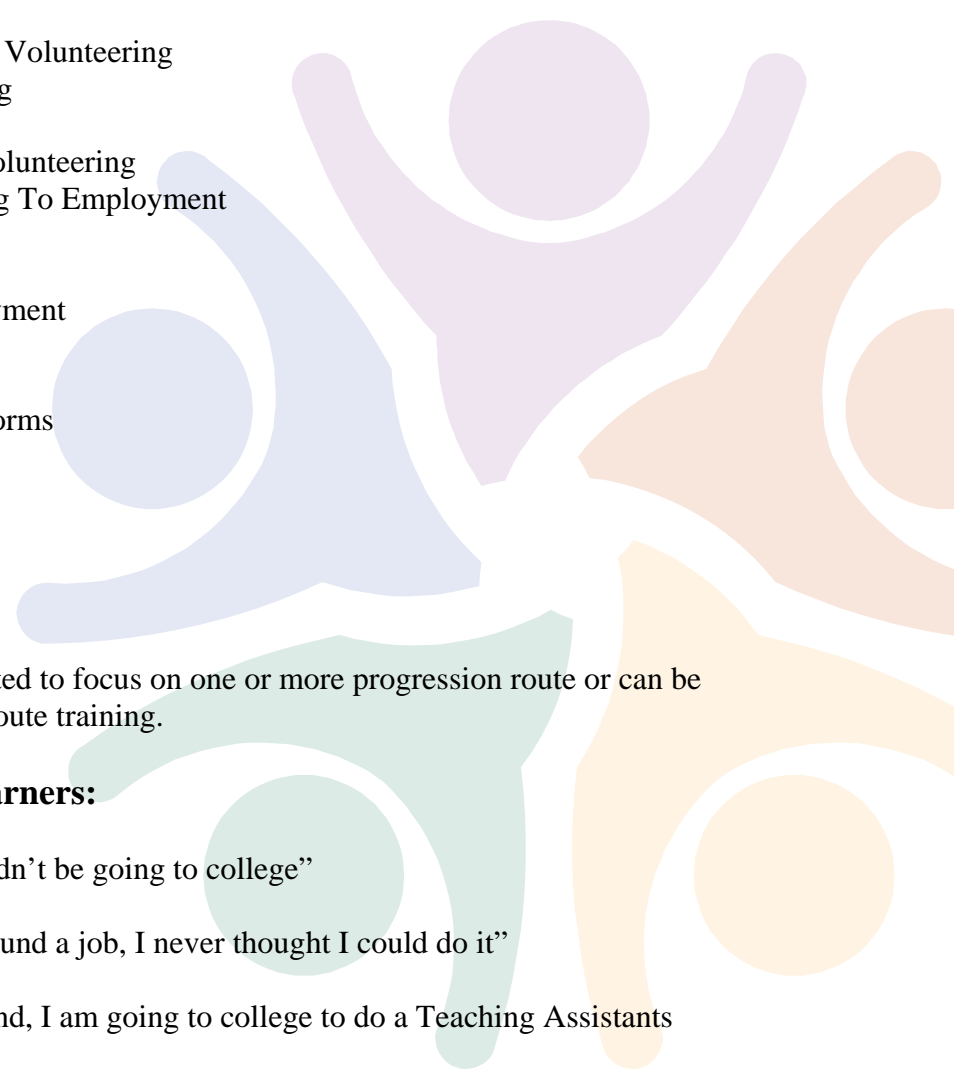 Volunteering
g
olunteering
g To Employment
yment
orms
ted to focus on one or more progression route or can be
oute training.
arners:
dn’t be going to college”
und a job, I never thought I could do it”
nd, I am going to college to do a Teaching Assistants